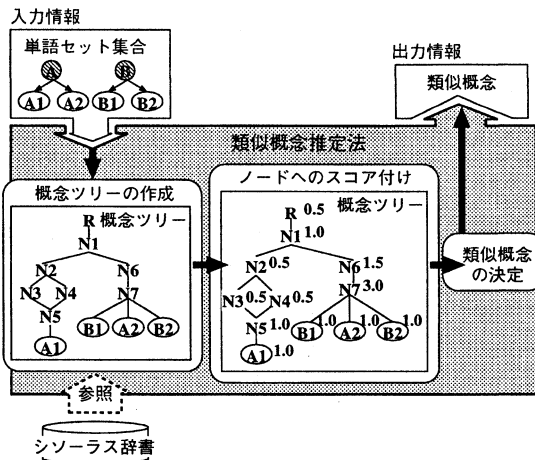 入力情報
単語セット集合
A B
A1 A2 B1 B2
出力情報
類似概念
類似概念推定法
概念ツリーの作成
R 概念ツリー
N1
N2 N6
N3 N4 N7
N5
B1 A2 B2
A1
ノードへのスコア付け
概念ツリー
R 0.5
N1 1.0
N2 0.5 N6 1.5
N3 0.5 N4 0.5 N7 3.0
N5 1.0 B1 1.0 A2 1.0 B2 1.0
A1 1.0
類似概念
の決定
参照
シソーラス辞書